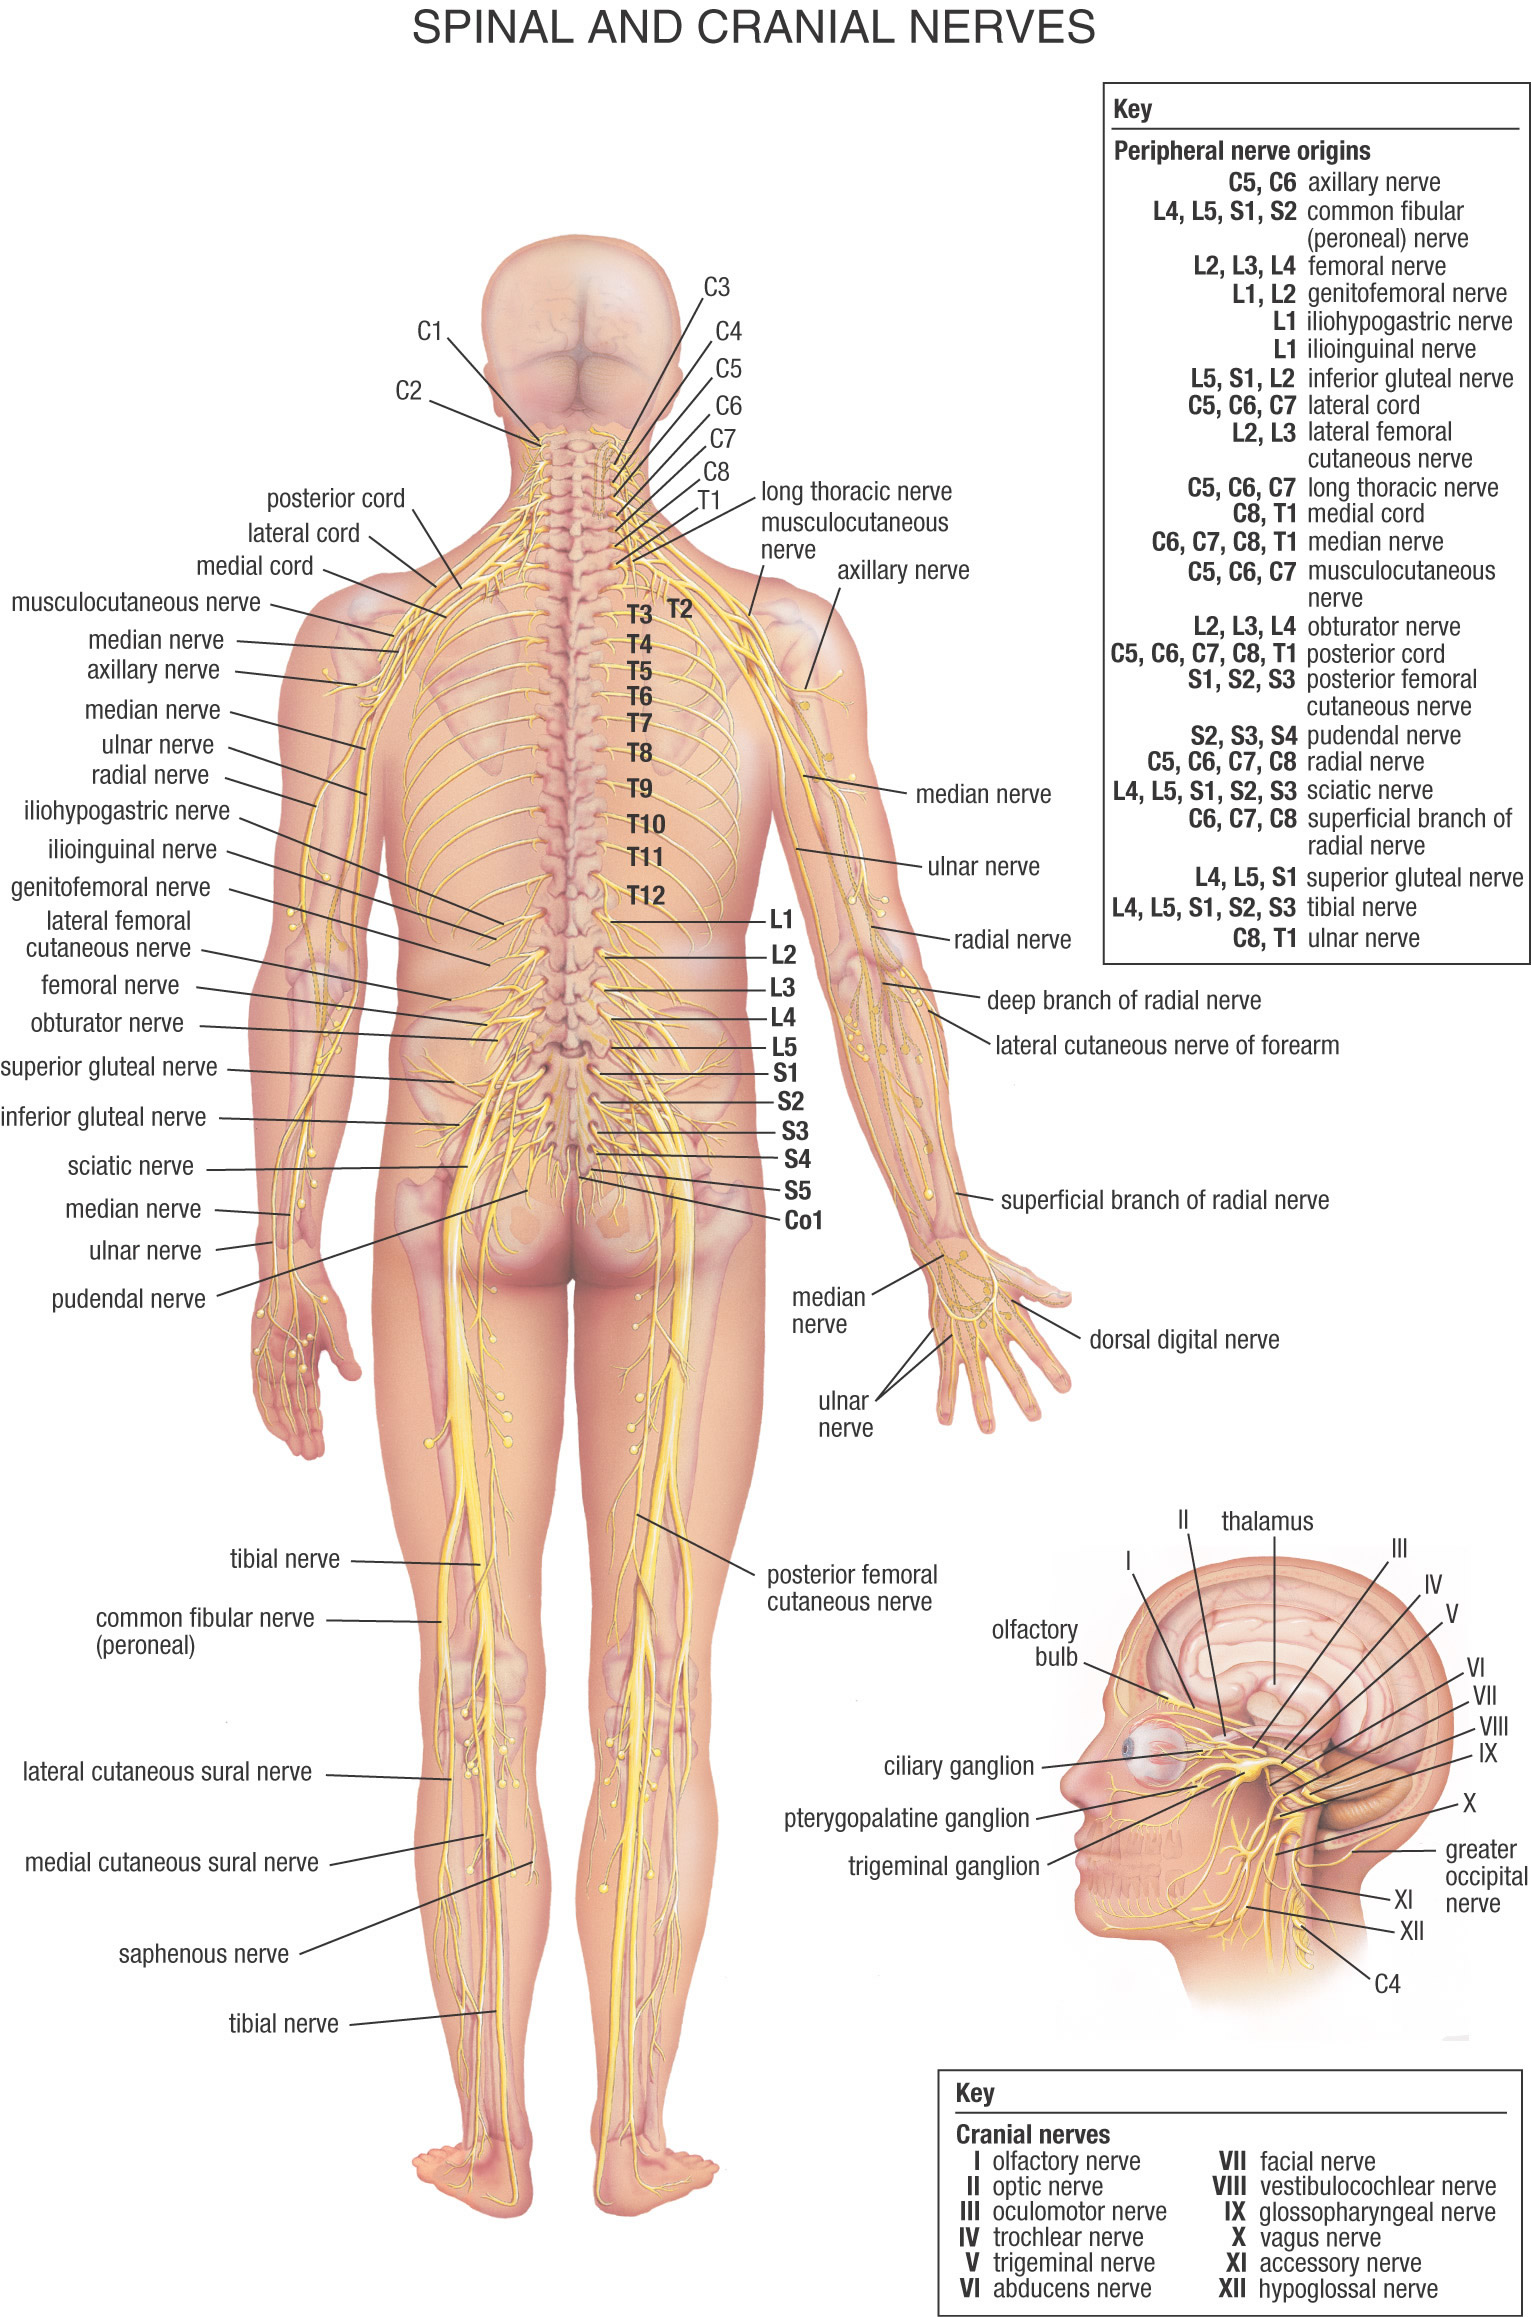 SPINAL AND CRANIAL NERVES
Key
Peripheral nerve origins
C5, C6 axillary nerve
L4, L5, S1, S2 common fibular
(peroneal) nerve
L2, L3, L4 femoral nerve
L1, L2 genitofemoral nerve
L1 iliohypogastric nerve
L1 ilioinguinal nerve
L5, S1, L2 inferior gluteal nerve
C5, C6, C7 lateral cord
L2, L3 lateral femoral
cutaneous nerve
C5, C6, C7 long thoracic nerve
C8, T1 medial cord
C6, C7, C8, T1 median nerve
C5, C6, C7 musculocutaneous
nerve
L2, L3, L4 obturator nerve
C5, C6, C7, C8, T1 posterior cord
S1, S2, S3 posterior femoral
cutaneous nerve
S2, S3, S4 pudendal nerve
C5, C6, C7, C8 radial nerve
L4, L5, S1, S2, S3 sciatic nerve
C6, C7, C8 superficial branch of
radial nerve
L4, L5, S1 superior gluteal nerve
L4, L5, S1, S2, S3 tibial nerve
C8, T1 ulnar nerve
C1
C2
posterior cord
lateral cord
medial cord
musculocutaneous nerve
median nerve
axillary nerve
median nerve
ulnar nerve
radial nerve
iliohypogastric nerve
ilioinguinal nerve
genitofemoral nerve
lateral femoral
cutaneous nerve
femoral nerve
obturator nerve
superior gluteal nerve
inferior gluteal nerve
sciatic nerve
median nerve
ulnar nerve
pudendal nerve
tibial nerve
common fibular nerve
(peroneal)
lateral cutaneous sural nerve
medial cutaneous sural nerve
saphenous nerve
tibial nerve
C3
C4
C5
C6
C7
C8
T1
long thoracic nerve
musculocutaneous
nerve
axillary nerve
T2
T3
T4
T5
T6
T7
T8
T9
T10
T11
T12
L1
L2
L3
L4
L5
S1
S2
S3
S4
S5
Co1
median nerve
ulnar nerve
radial nerve
deep branch of radial nerve
lateral cutaneous nerve of forearm
superficial branch of radial nerve
median
nerve
dorsal digital nerve
ulnar
nerve
posterior femoral
cutaneous nerve
I
II
thalamus
III
IV
V
VI
VII
VIII
IX
X
greater
occipital
nerve
XI
XII
C4
olfactory
bulb
ciliary ganglion
pterygopalatine ganglion
trigeminal ganglion
Key
Cranial nerves
I olfactory nerve
II optic nerve
III oculomotor nerve
IV trochlear nerve
V trigeminal nerve
VI abducens nerve
VII facial nerve
VIII vestibulocochlear nerve
IX glossopharyngeal nerve
X vagus nerve
XI accessory nerve
XII hypoglossal nerve